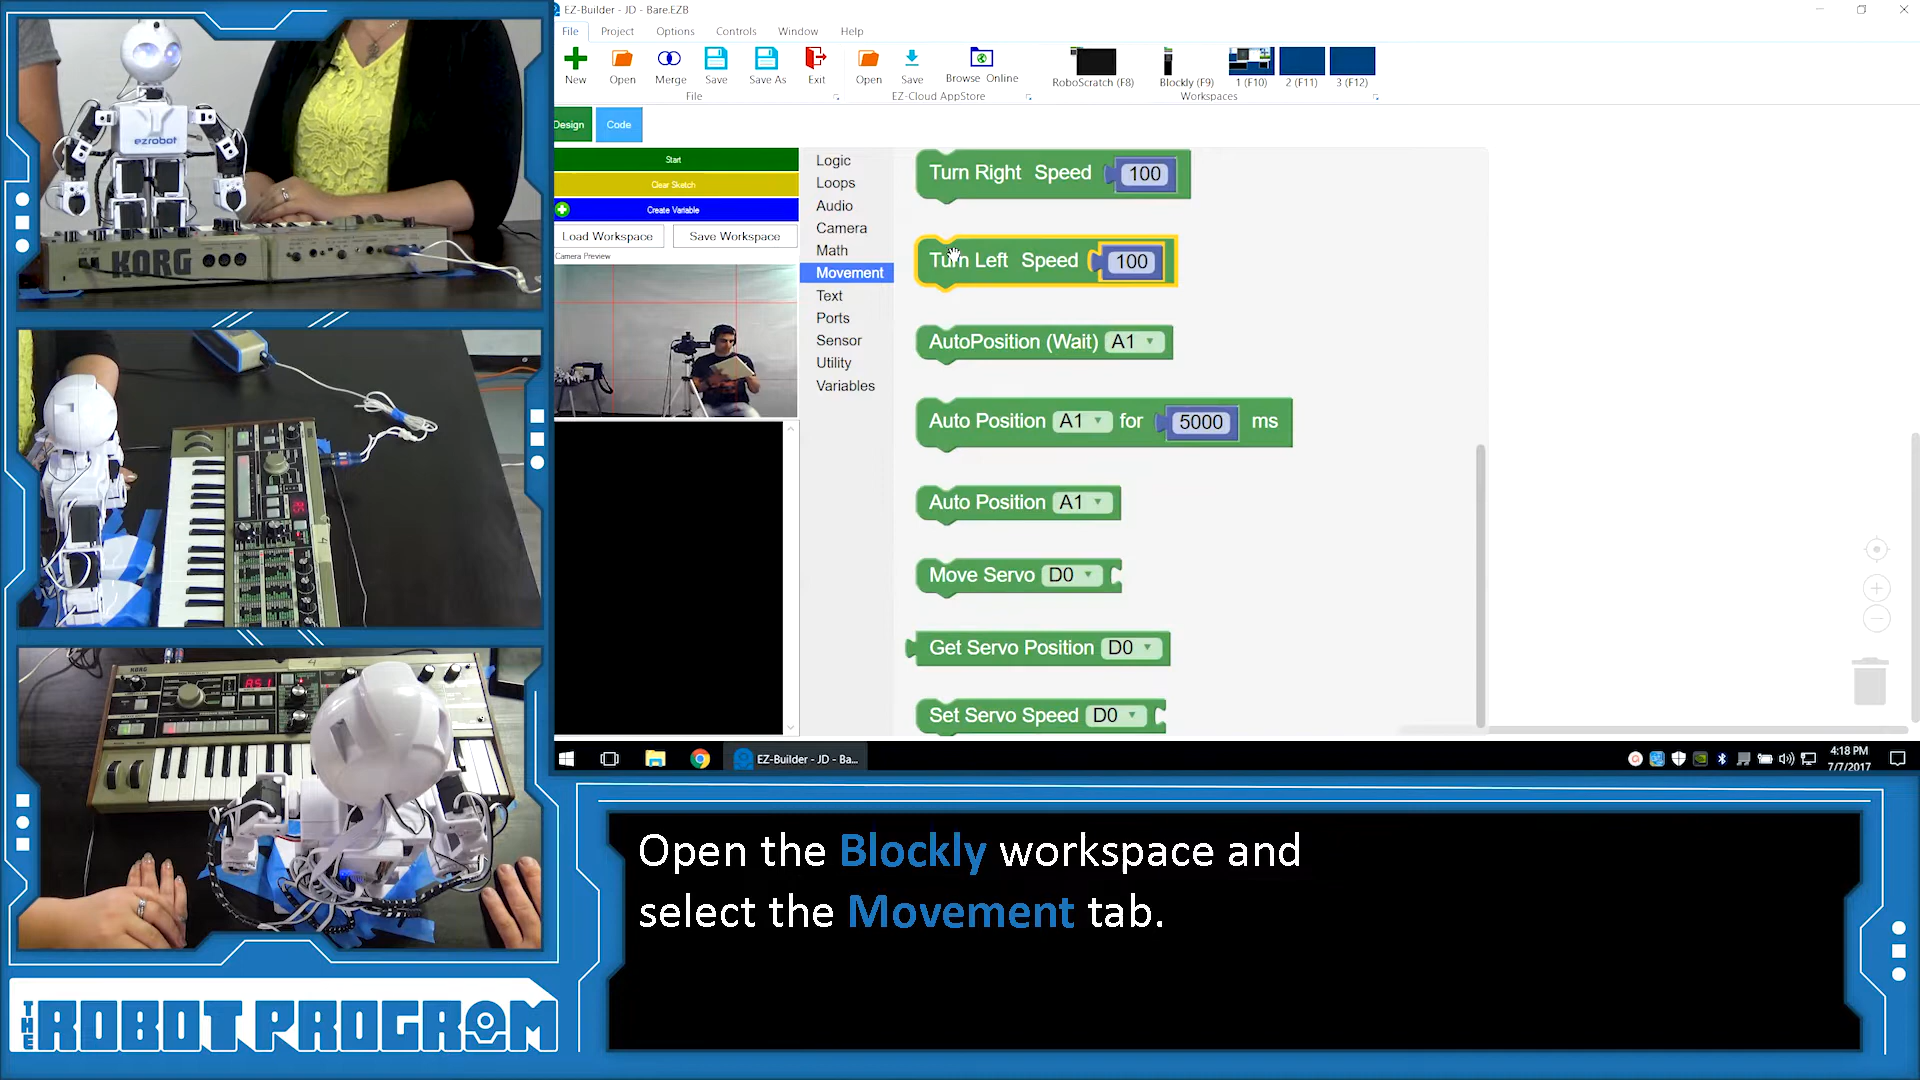 EZ-Builder - JD - Bare.EZB
File Project Options Controls Window Help
New Open Merge Save Save As Exit Open Save Browse Online RoboScratch (F8) Blockly (F9) 1 (F10) 2 (F11) 3 (F12)
File EZ-Cloud AppStore Workspaces
Design Code
Start
Clear Sketch
Create Variable
Load Workspace Save Workspace
Camera Preview
Logic
Loops
Audio
Camera
Math
Movement
Text
Ports
Sensor
Utility
Variables
Turn Right Speed 100
Turn Left Speed 100
AutoPosition (Wait) A1
Auto Position A1 for 5000 ms
Auto Position A1
Move Servo D0
Get Servo Position D0
Set Servo Speed D0
EZ-Builder - JD - Ba...
4:18 PM
7/7/2017
ezrobot
KORG
KORG
4
A51
Open the Blockly workspace and
select the Movement tab.
THE ROBOT PROGRAM